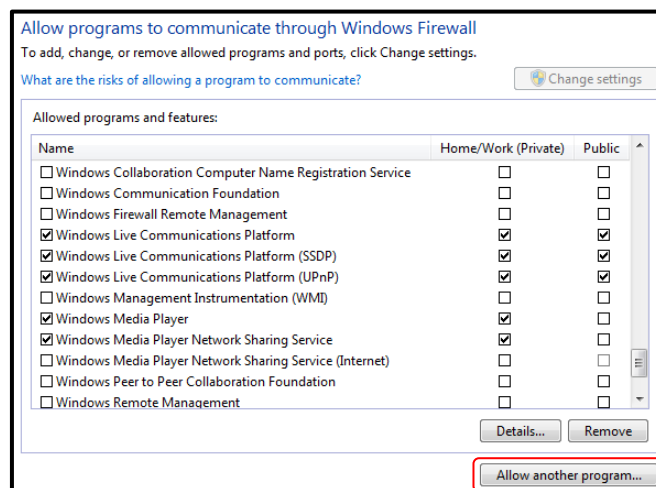 Allow programs to communicate through Windows Firewall
To add, change, or remove allowed programs and ports, click Change settings.
What are the risks of allowing a program to communicate?
Change settings
Allowed programs and features:
Name Home/Work (Private) Public
Windows Collaboration Computer Name Registration Service
Windows Communication Foundation
Windows Firewall Remote Management
Windows Live Communications Platform
Windows Live Communications Platform (SSDP)
Windows Live Communications Platform (UPnP)
Windows Management Instrumentation (WMI)
Windows Media Player
Windows Media Player Network Sharing Service
Windows Media Player Network Sharing Service (Internet)
Windows Peer to Peer Collaboration Foundation
Windows Remote Management
Details... Remove
Allow another program...